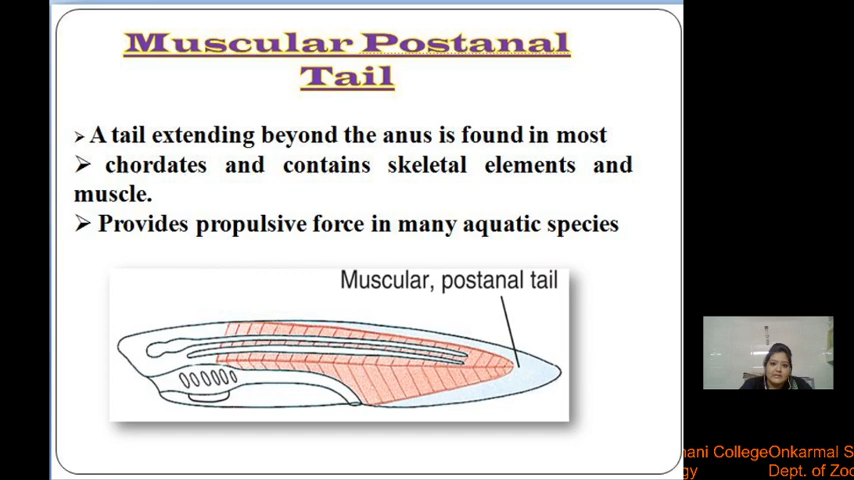 Muscular Postanal
Tail
➢ A tail extending beyond the anus is found in most
➢ chordates and contains skeletal elements and
muscle.
➢ Provides propulsive force in many aquatic species
Muscular, postanal tail
nani CollegeOnkarmal S
gy Dept. of Zoo